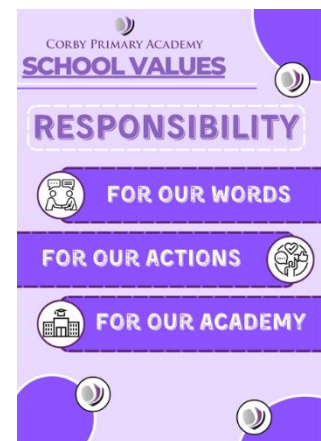 CORBY PRIMARY ACADEMY
SCHOOL VALUES
RESPONSIBILITY
FOR OUR WORDS
FOR OUR ACTIONS
FOR OUR ACADEMY